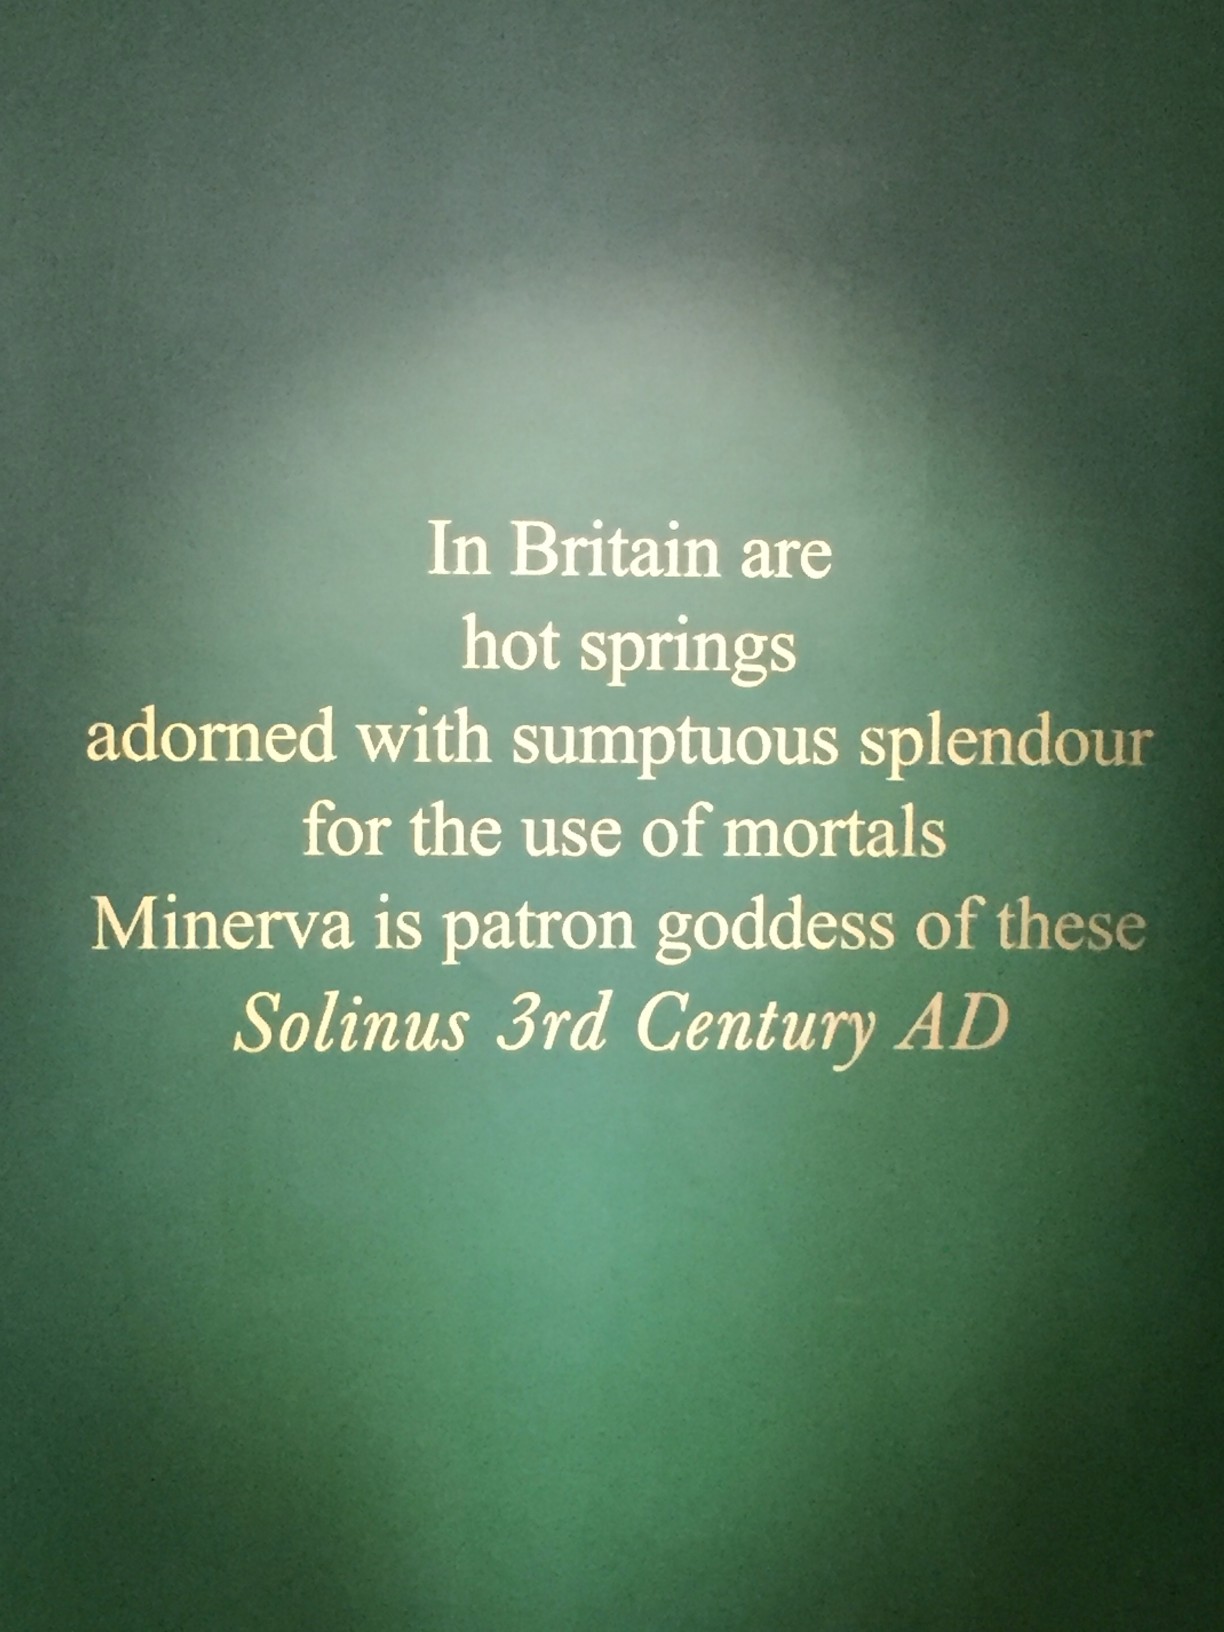 In Britain are
hot springs
adorned with sumptuous splendour
for the use of mortals
Minerva is patron goddess of these
Solinus 3rd Century AD